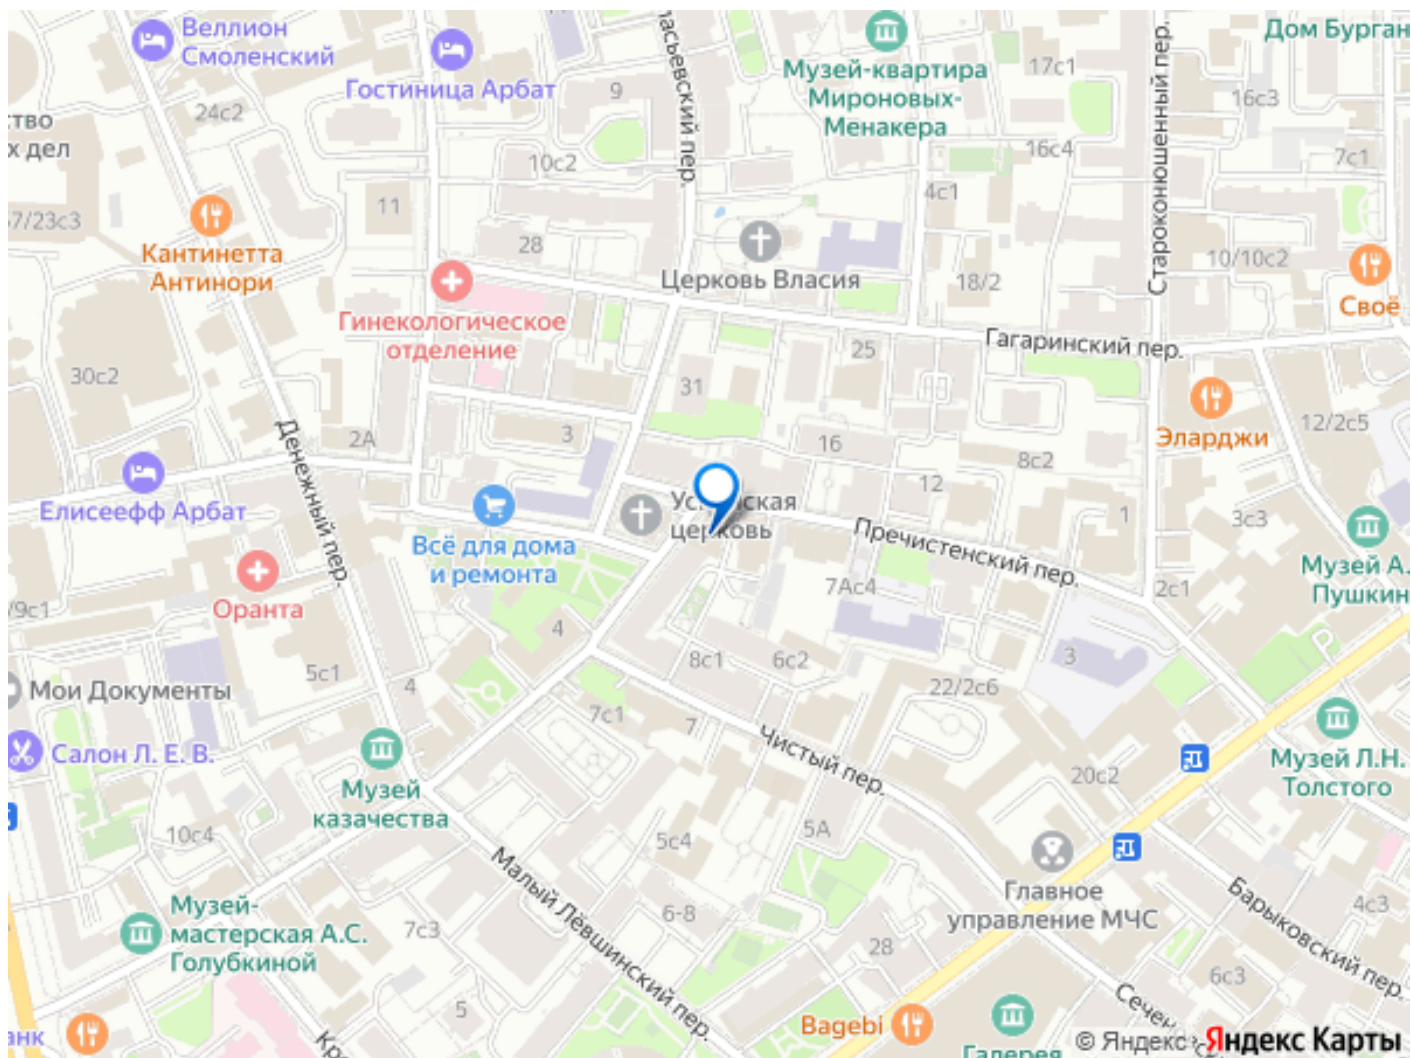 Веллион
Смоленский
Гостиница Арбат
Музей-квартира
Мироновых-
Менакера
Дом Бурган
17с1
16с3
24с2
9
10с2
16с4
7с1
4с1
11
28
Кантинетта
Антинори
Церковь Власия
18/2
10/10с2
Староконюшенный пер.
Своё
Гинекологическое
отделение
Гагаринский пер.
25
30с2
31
Эларджи
12/2с5
2А
3
16
8с2
12
Елисеефф Арбат
Денежный пер.
церковь
1
3с3
Всё для дома
и ремонта
Пречистенский пер.
Музей А.
Пушкин
Оранта
7Ас4
2с1
4
8с1
6с2
3
5с1
4
22/2с6
Мои Документы
7с1
7
Чистый пер.
Салон Л. Е. В.
Музей
казачества
20с2
Музей Л.Н.
Толстого
10с4
5с4
5А
Малый Лёвшинский пер.
Главное
управление МЧС
Барыковский пер.
4с3
Музей-
мастерская А.С.
Голубкиной
7с3
6-8
28
6с3
5
Bagebi
Галерея
© Яндекс
Яндекс Карты